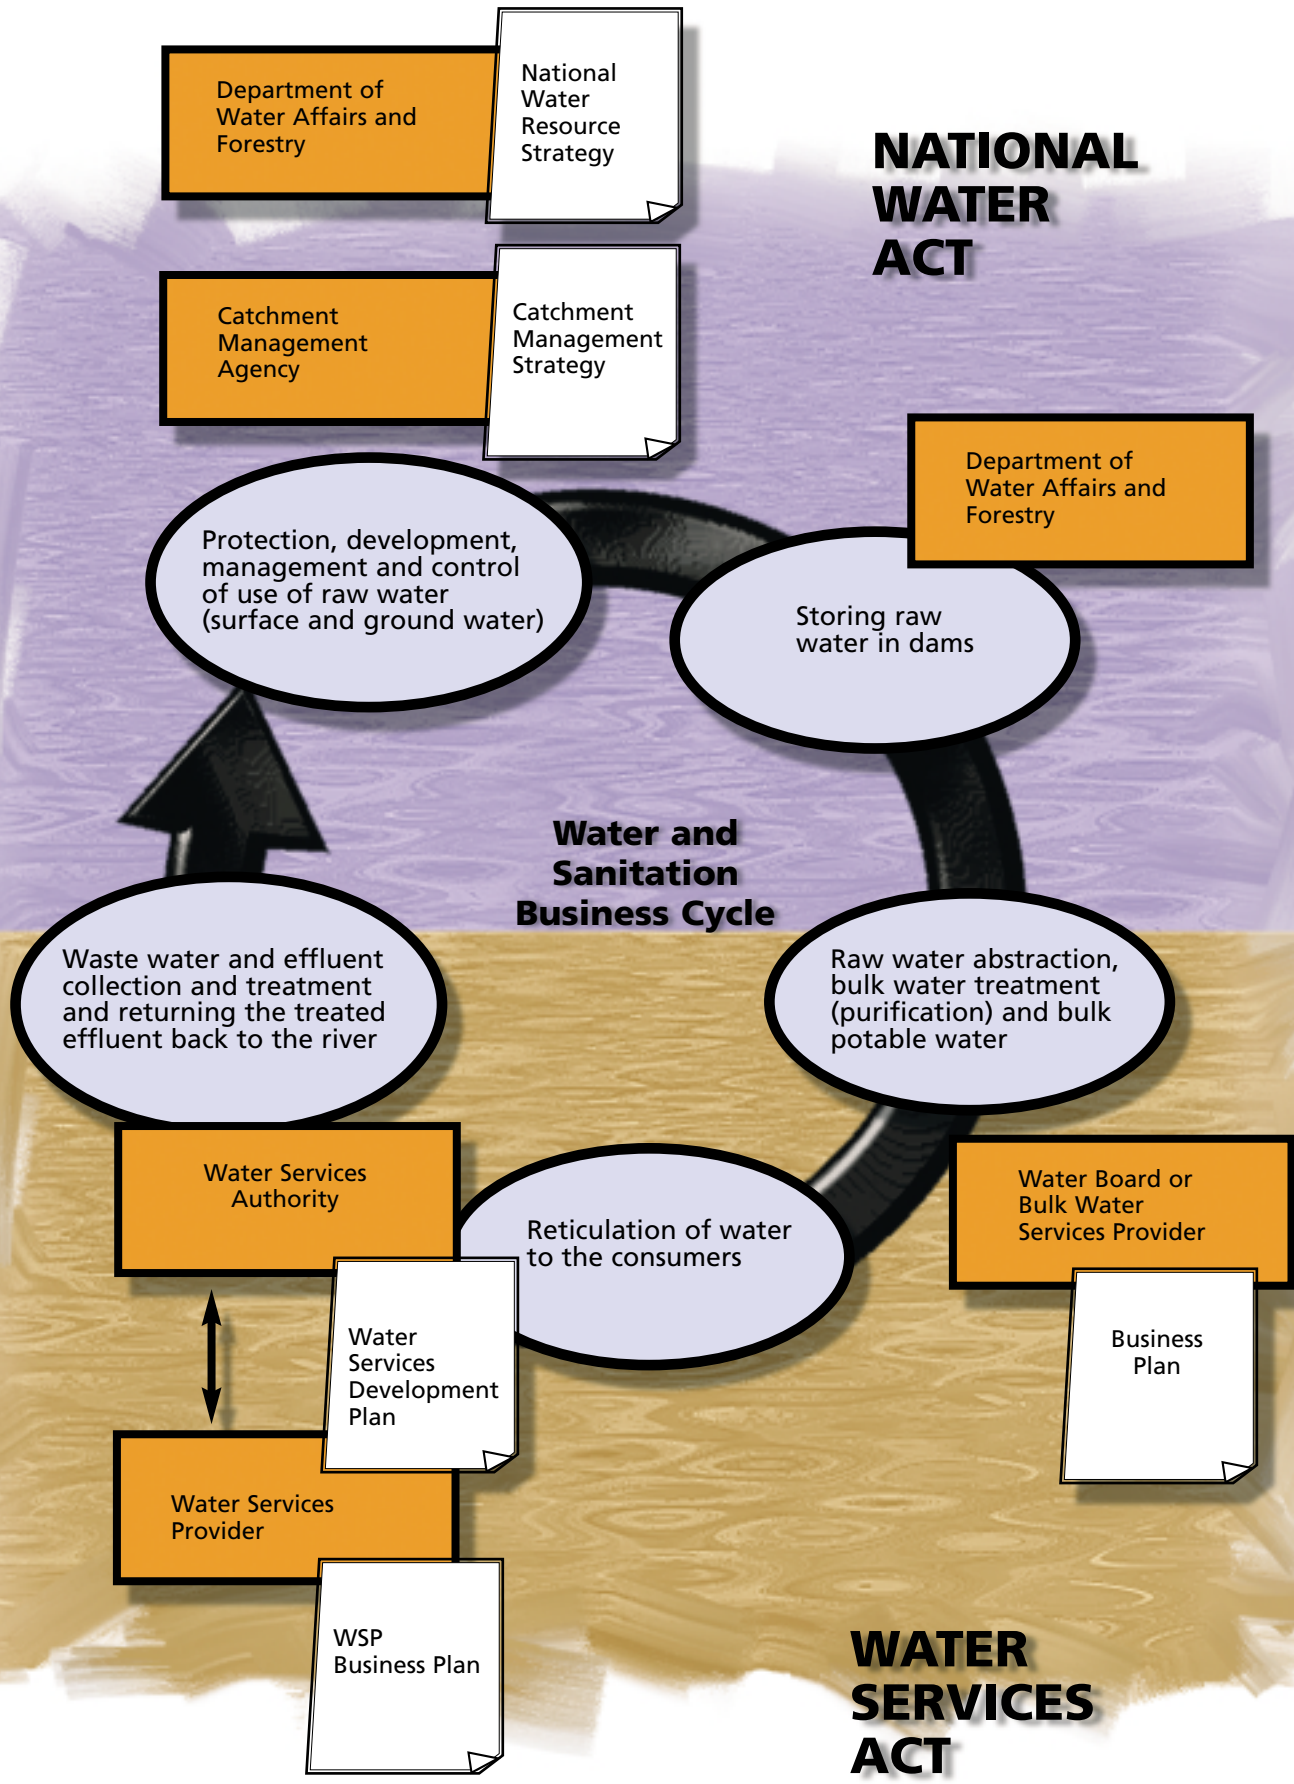 Department of
Water Affairs and
Forestry
National
Water
Resource
Strategy
NATIONAL
WATER
ACT
Catchment
Management
Agency
Catchment
Management
Strategy
Department of
Water Affairs and
Forestry
Protection, development,
management and control
of use of raw water
(surface and ground water)
Storing raw
water in dams
Water and
Sanitation
Business Cycle
Waste water and effluent
collection and treatment
and returning the treated
effluent back to the river
Raw water abstraction,
bulk water treatment
(purification) and bulk
potable water
Water Services
Authority
Reticulation of water
to the consumers
Water Board or
Bulk Water
Services Provider
Water
Services
Development
Plan
Business
Plan
Water Services
Provider
WSP
Business Plan
WATER
SERVICES
ACT